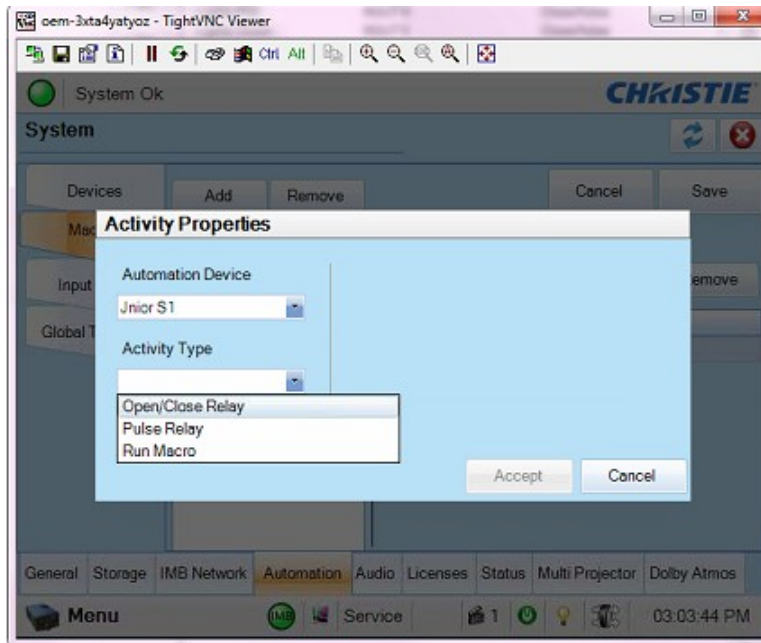 oem-3xta4yatyoz - TightVNC Viewer
Ctrl Alt
System Ok
CHRISTIE
System
Devices
Add
Remove
Cancel
Save
Mac
Activity Properties
Input
Automation Device
emove
Jnior S1
Global T
Activity Type
Open/Close Relay
Pulse Relay
Run Macro
Accept
Cancel
General
Storage
IMB Network
Automation
Audio
Licenses
Status
Multi Projector
Dolby Atmos
Menu
IMB
Service
1
03:03:44 PM